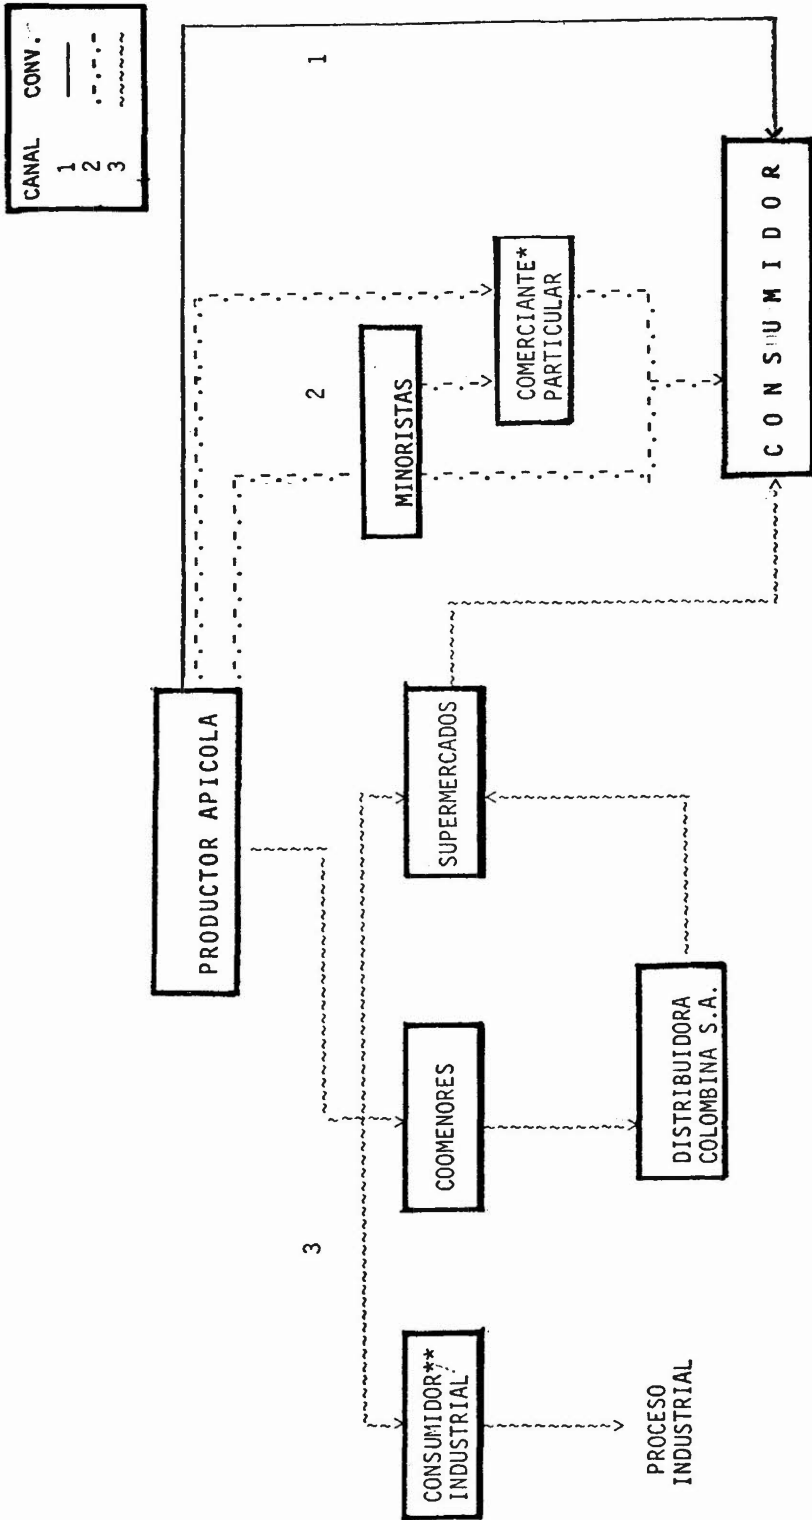 CANAL CONV.
1
2
3
PRODUCTOR APICOLA
1
2
3
MINORISTAS
COMERCIANTE*
PARTICULAR
CONSUMIDOR**
INDUSTRIAL
COOMENORES
SUPERMERCADOS
PROCESO
INDUSTRIAL
DISTRIBUIDORA
COLOMBINA S.A.
CONSUMIDOR